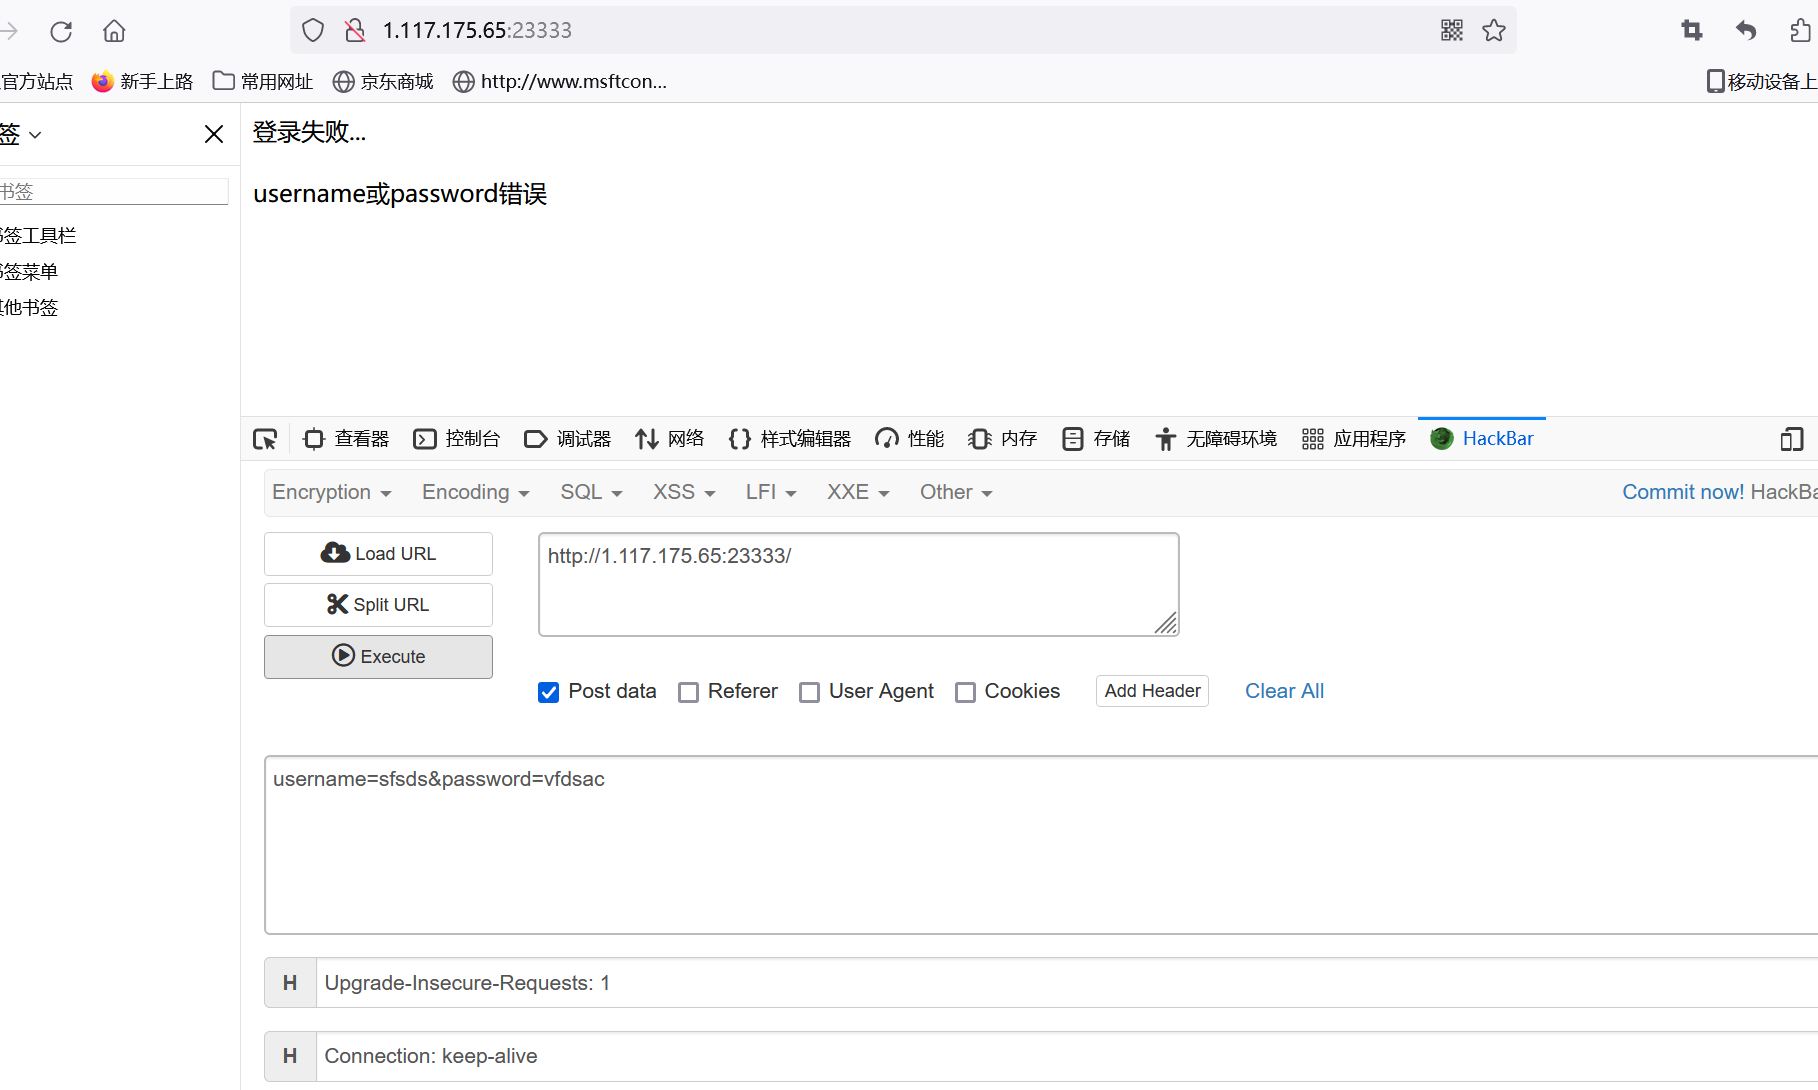 1.117.175.65:23333
官方站点 新手上路 常用网址 京东商城 http://www.msftcon... 移动设备上
签
登录失败...
username或password错误
书签
书签工具栏
书签菜单
其他书签
查看器 控制台 调试器 网络 样式编辑器 性能 内存 存储 无障碍环境 应用程序 HackBar
Encryption Encoding SQL XSS LFI XXE Other Commit now! HackBa
Load URL
http://1.117.175.65:23333/
Split URL
Execute
Post data Referer User Agent Cookies Add Header Clear All
username=sfsds&password=vfdsac
H Upgrade-Insecure-Requests: 1
H Connection: keep-alive